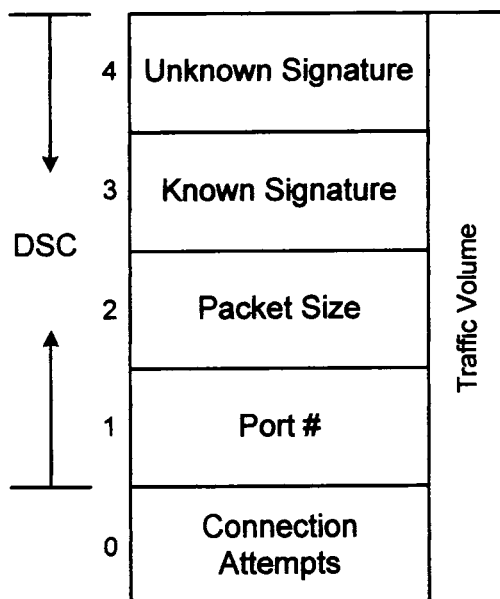 4 Unknown Signature
3 Known Signature
DSC
2 Packet Size
1 Port #
0 Connection
Attempts
Traffic Volume